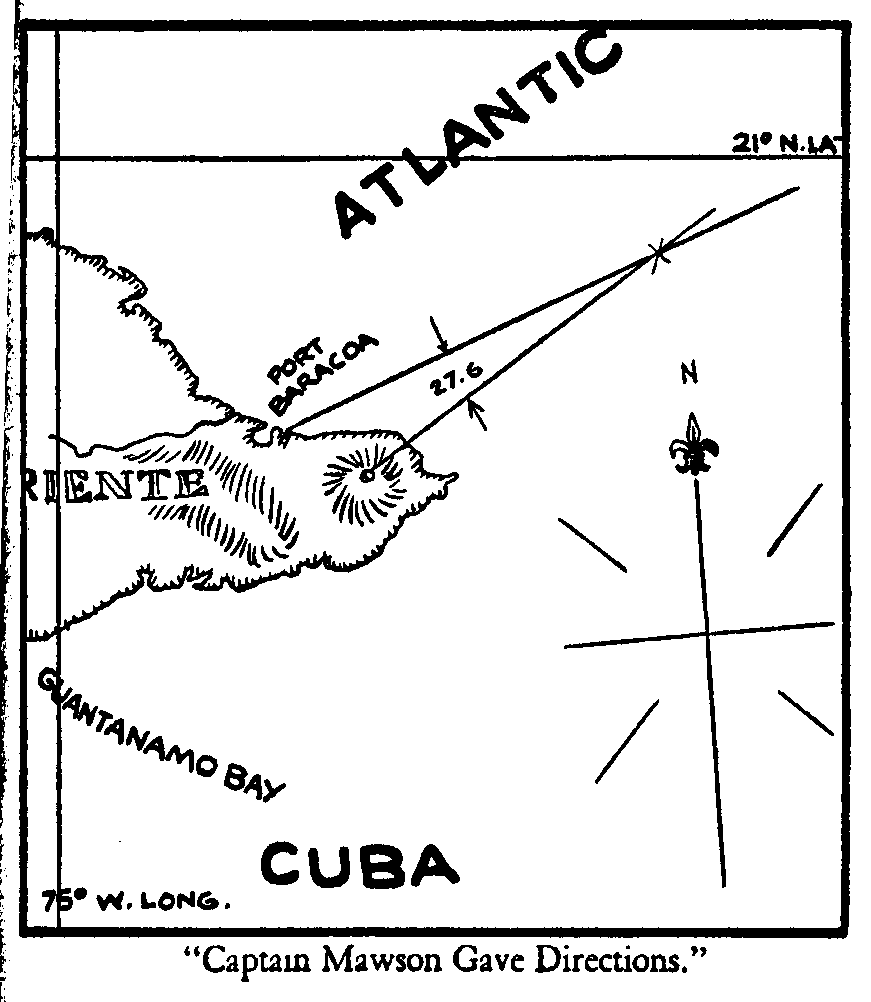 ATLANTIC
21° N.LAT
PORT
BARACOA
27.6
N
RIENTE
GUANTANAMO BAY
CUBA
75° W. LONG.
“Captain Mawson Gave Directions.”